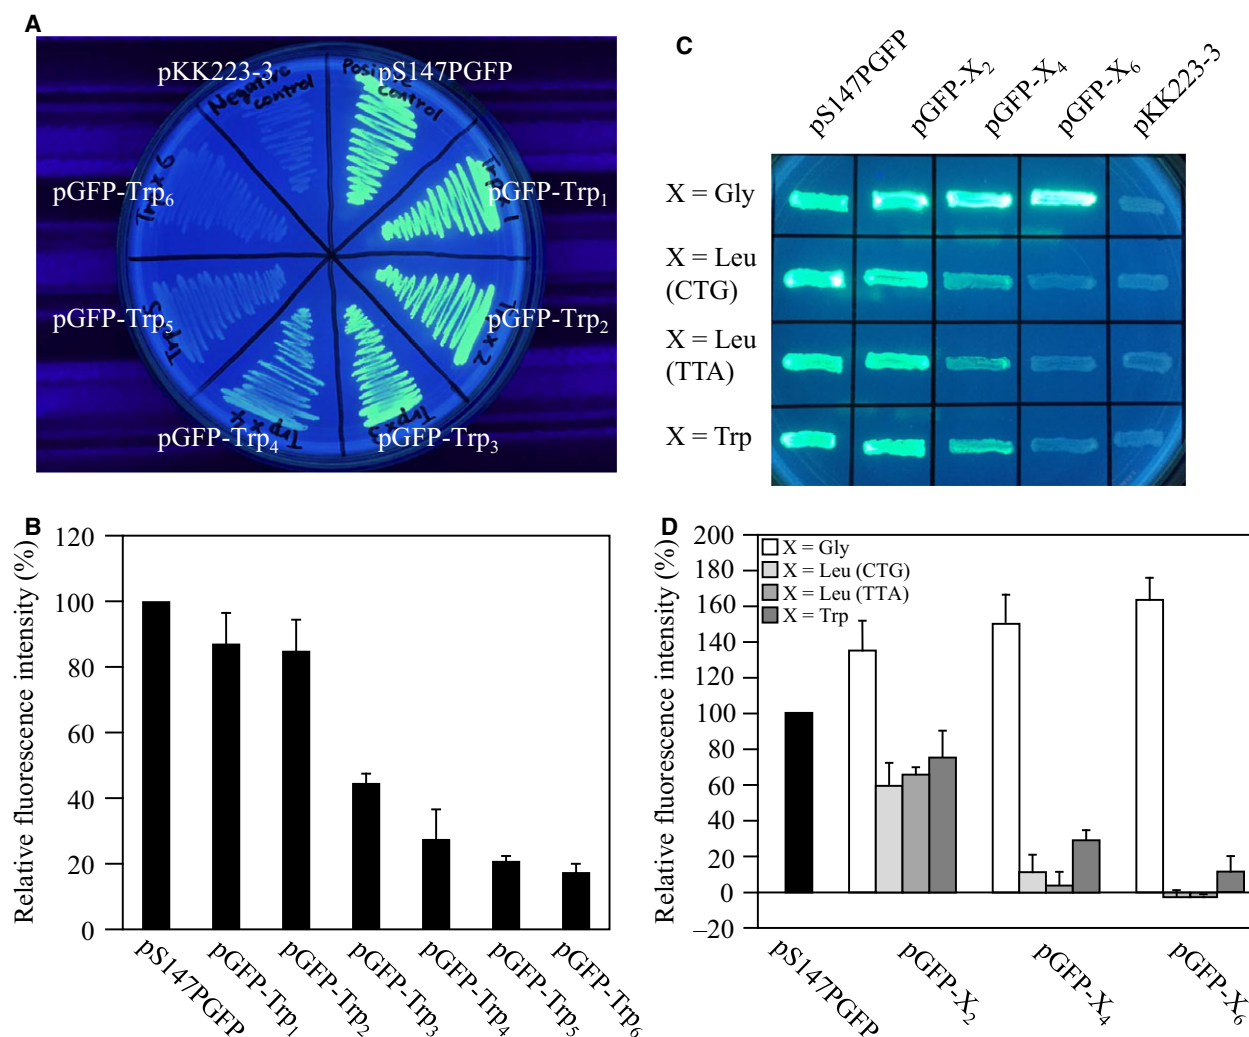 A
pKK223-3
pS147PGFP
Negative control
Positive control
pGFP-Trp6
Trp x 6
pGFP-Trp1
pGFP-Trp5
Trp x 5
pGFP-Trp2
Trp x 2
pGFP-Trp4
Trp x 4
pGFP-Trp3
Trp x 3
B
Relative fluorescence intensity (%)
120
100
80
60
40
20
0
pS147PGFP
pGFP-Trp1
pGFP-Trp2
pGFP-Trp3
pGFP-Trp4
pGFP-Trp5
pGFP-Trp6
C
pS147PGFP
pGFP-X2
pGFP-X4
pGFP-X6
pKK223-3
X = Gly
X = Leu
(CTG)
X = Leu
(TTA)
X = Trp
D
Relative fluorescence intensity (%)
200
180
160
140
120
100
80
60
40
20
0
–20
X = Gly
X = Leu (CTG)
X = Leu (TTA)
X = Trp
pS147PGFP
pGFP-X2
pGFP-X4
pGFP-X6